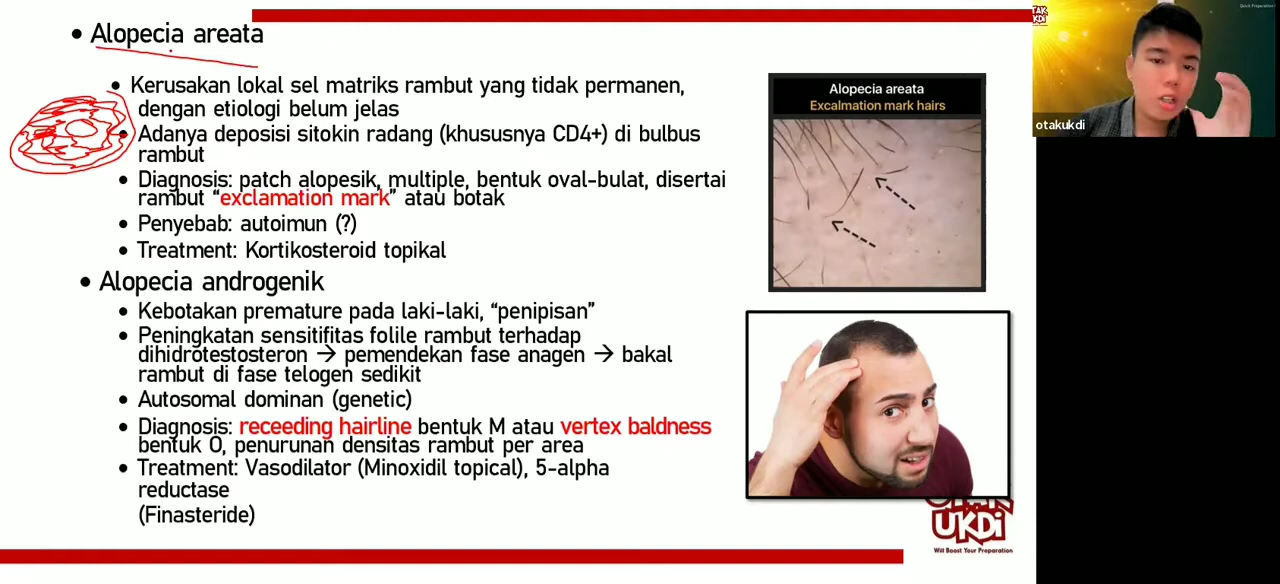 • Alopecia areata
• Kerusakan lokal sel matriks rambut yang tidak permanen,
dengan etiologi belum jelas
• Adanya deposisi sitokin radang (khususnya CD4+) di bulbus
rambut
• Diagnosis: patch alopesik, multiple, bentuk oval-bulat, disertai
rambut “exclamation mark” atau botak
• Penyebab: autoimun (?)
• Treatment: Kortikosteroid topikal
• Alopecia androgenik
• Kebotakan premature pada laki-laki, “penipisan”
• Peningkatan sensitifitas folile rambut terhadap
dihidrotestosteron → pemendekan fase anagen → bakal
rambut di fase telogen sedikit
• Autosomal dominan (genetic)
• Diagnosis: receeding hairline bentuk M atau vertex baldness
bentuk O, penurunan densitas rambut per area
• Treatment: Vasodilator (Minoxidil topical), 5-alpha
reductase
(Finasteride)
Alopecia areata
Excalmation mark hairs
OTAK
UKDi
Will Boost Your Preparation
otakukdi
UKDi